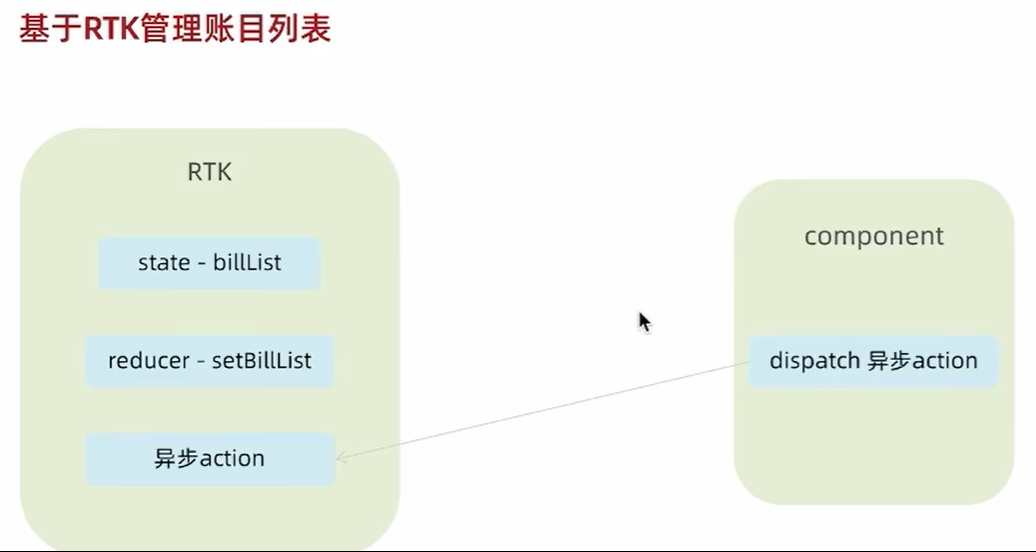 基于RTK管理账目列表
RTK
state - billList
reducer - setBillList
异步action
component
dispatch 异步action